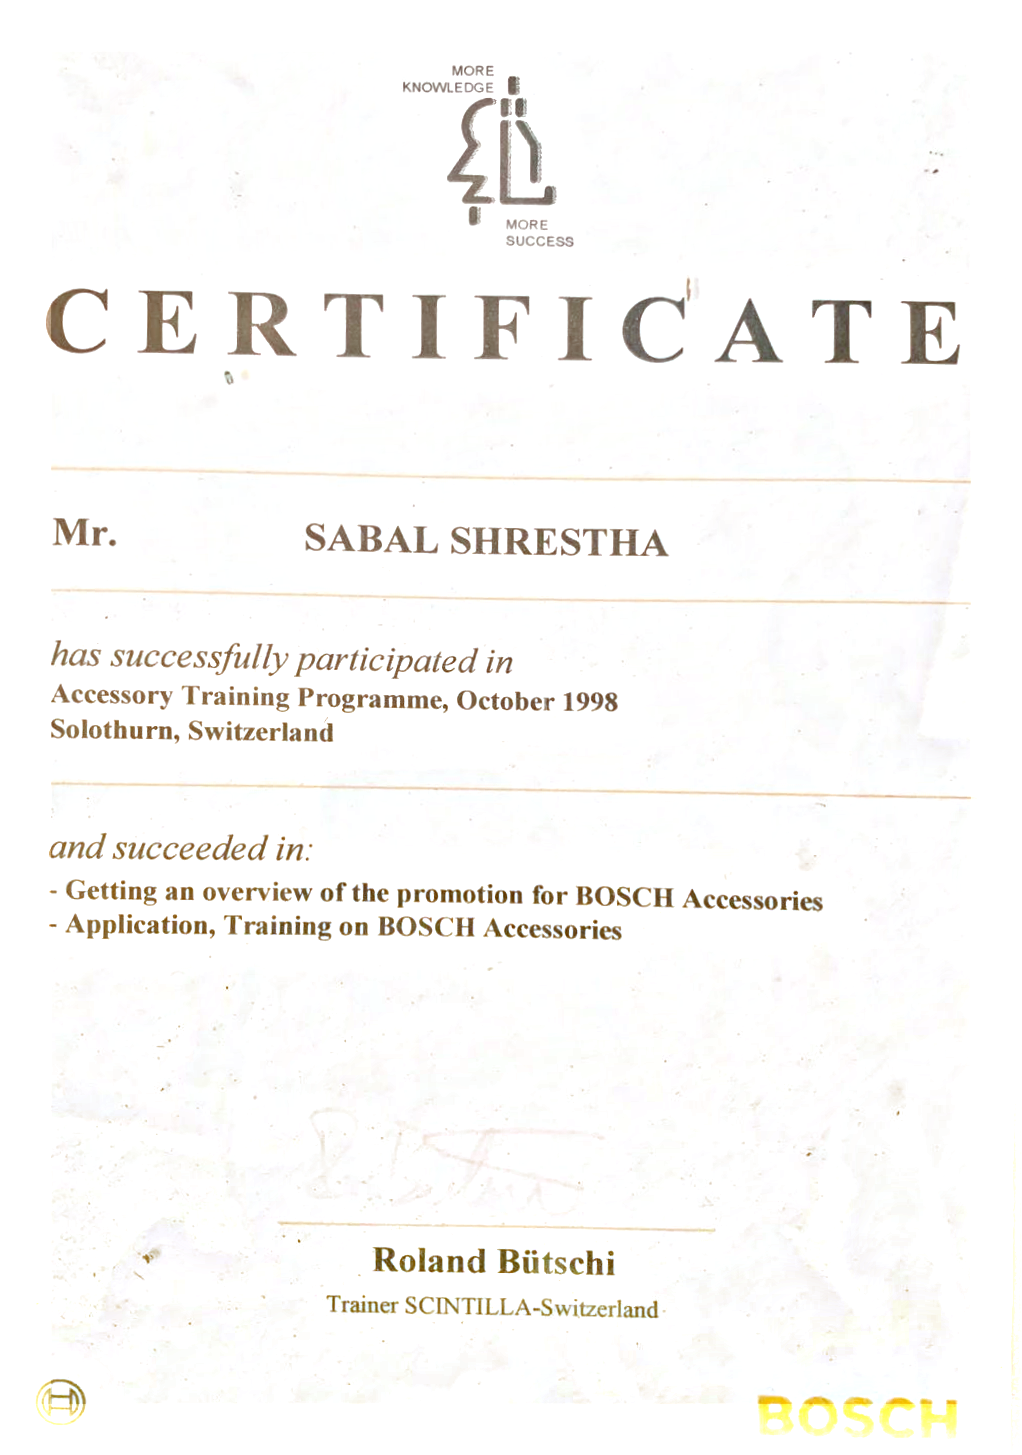 MORE
KNOWLEDGE
MORE
SUCCESS
CERTIFICATE
Mr. SABAL SHRESTHA
has successfully participated in
Accessory Training Programme, October 1998
Solothurn, Switzerland
and succeeded in:
- Getting an overview of the promotion for BOSCH Accessories
- Application, Training on BOSCH Accessories
Roland Bütschi
Trainer SCINTILLA-Switzerland
BOSCH